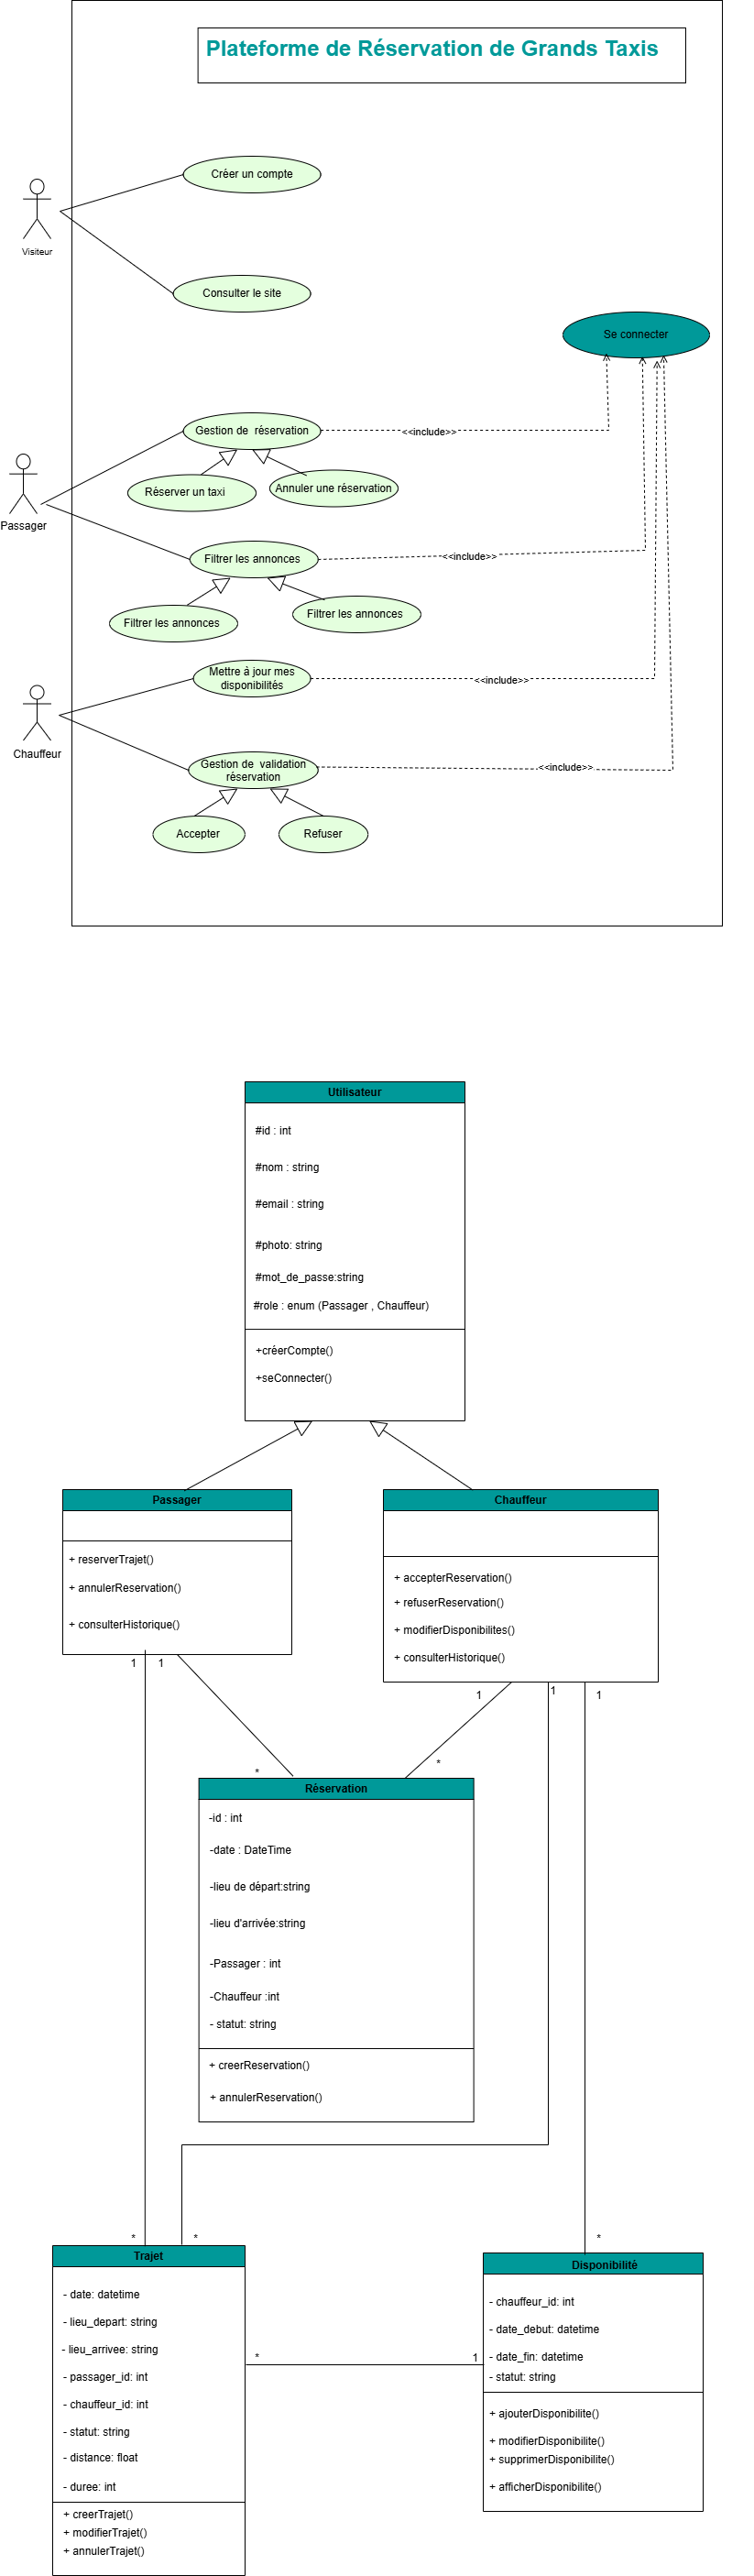 Plateforme de Réservation de Grands Taxis
Créer un compte
Visiteur
Consulter le site
Se connecter
Gestion de  réservation
<<include>>
Réserver un taxi
Annuler une réservation
Passager
Filtrer les annonces
<<include>>
Filtrer les annonces
Filtrer les annonces
Mettre à jour mes
disponibilités
<<include>>
Chauffeur
Gestion de  validation
réservation
<<include>>
Accepter
Refuser
Utilisateur
#id : int
#nom : string
#email : string
#photo: string
#mot_de_passe:string
#role : enum (Passager , Chauffeur)
+créerCompte()
+seConnecter()
Passager
+ reserverTrajet()
+ annulerReservation()
+ consulterHistorique()
Chauffeur
+ accepterReservation()
+ refuserReservation()
+ modifierDisponibilites()
+ consulterHistorique()
1
1
1
1
1
*
*
Réservation
-id : int
-date : DateTime
-lieu de départ:string
-lieu d'arrivée:string
-Passager : int
-Chauffeur :int
- statut: string
+ creerReservation()
+ annulerReservation()
*
*
*
Trajet
- date: datetime
- lieu_depart: string
- lieu_arrivee: string
- passager_id: int
- chauffeur_id: int
- statut: string
- distance: float
- duree: int
+ creerTrajet()
+ modifierTrajet()
+ annulerTrajet()
*
1
Disponibilité
- chauffeur_id: int
- date_debut: datetime
- date_fin: datetime
- statut: string
+ ajouterDisponibilite()
+ modifierDisponibilite()
+ supprimerDisponibilite()
+ afficherDisponibilite()